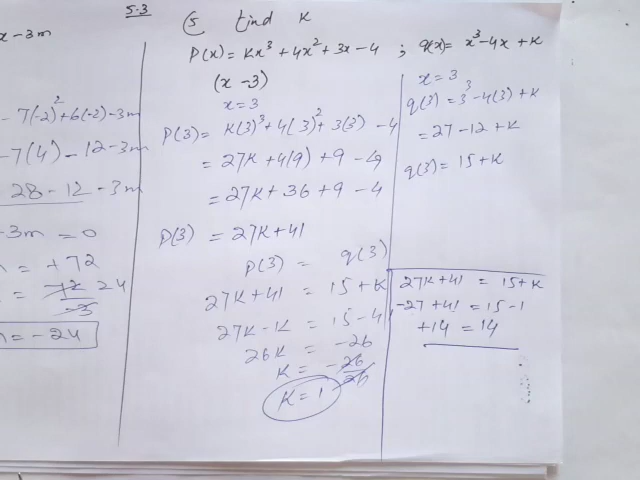 x - 3m
- 7(-2)² + 6(-2) - 3m
- 7(4) - 12 - 3m
28 - 12 - 3m
- 3m = 0
= +72
24
= -24
5.3
⑤ Find K
P(x) = Kx³ + 4x² + 3x - 4 ; q(x) = x³ - 4x + K
(x - 3)
x = 3
P(3) = K(3)³ + 4(3)² + 3(3) - 4
= 27K + 4(9) + 9 - 4
= 27K + 36 + 9 - 4
P(3) = 27K + 41
P(3) = q(3)
27K + 41 = 15 + K
27K - K = 15 - 41
26K = -26
K = -26/26
K = 1
x = 3
q(3) = 3³ - 4(3) + K
= 27 - 12 + K
q(3) = 15 + K
27K + 41 = 15 + K
-27 + 41 = 15 - 1
+14 = 14